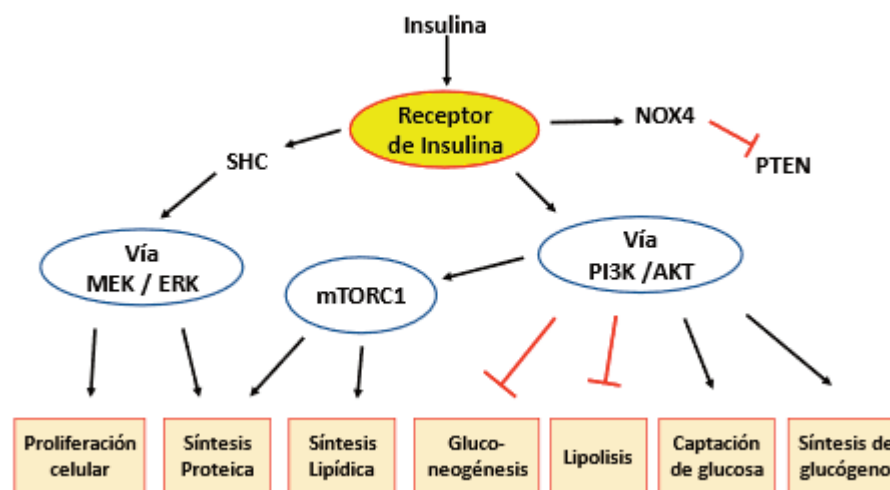 Insulina
Receptor
de Insulina
NOX4
PTEN
SHC
Vía
MEK / ERK
mTORC1
Vía
PI3K /AKT
Proliferación
celular
Síntesis
Proteica
Síntesis
Lipídica
Gluco-
neogénesis
Lipolisis
Captación
de glucosa
Síntesis de
glucógeno